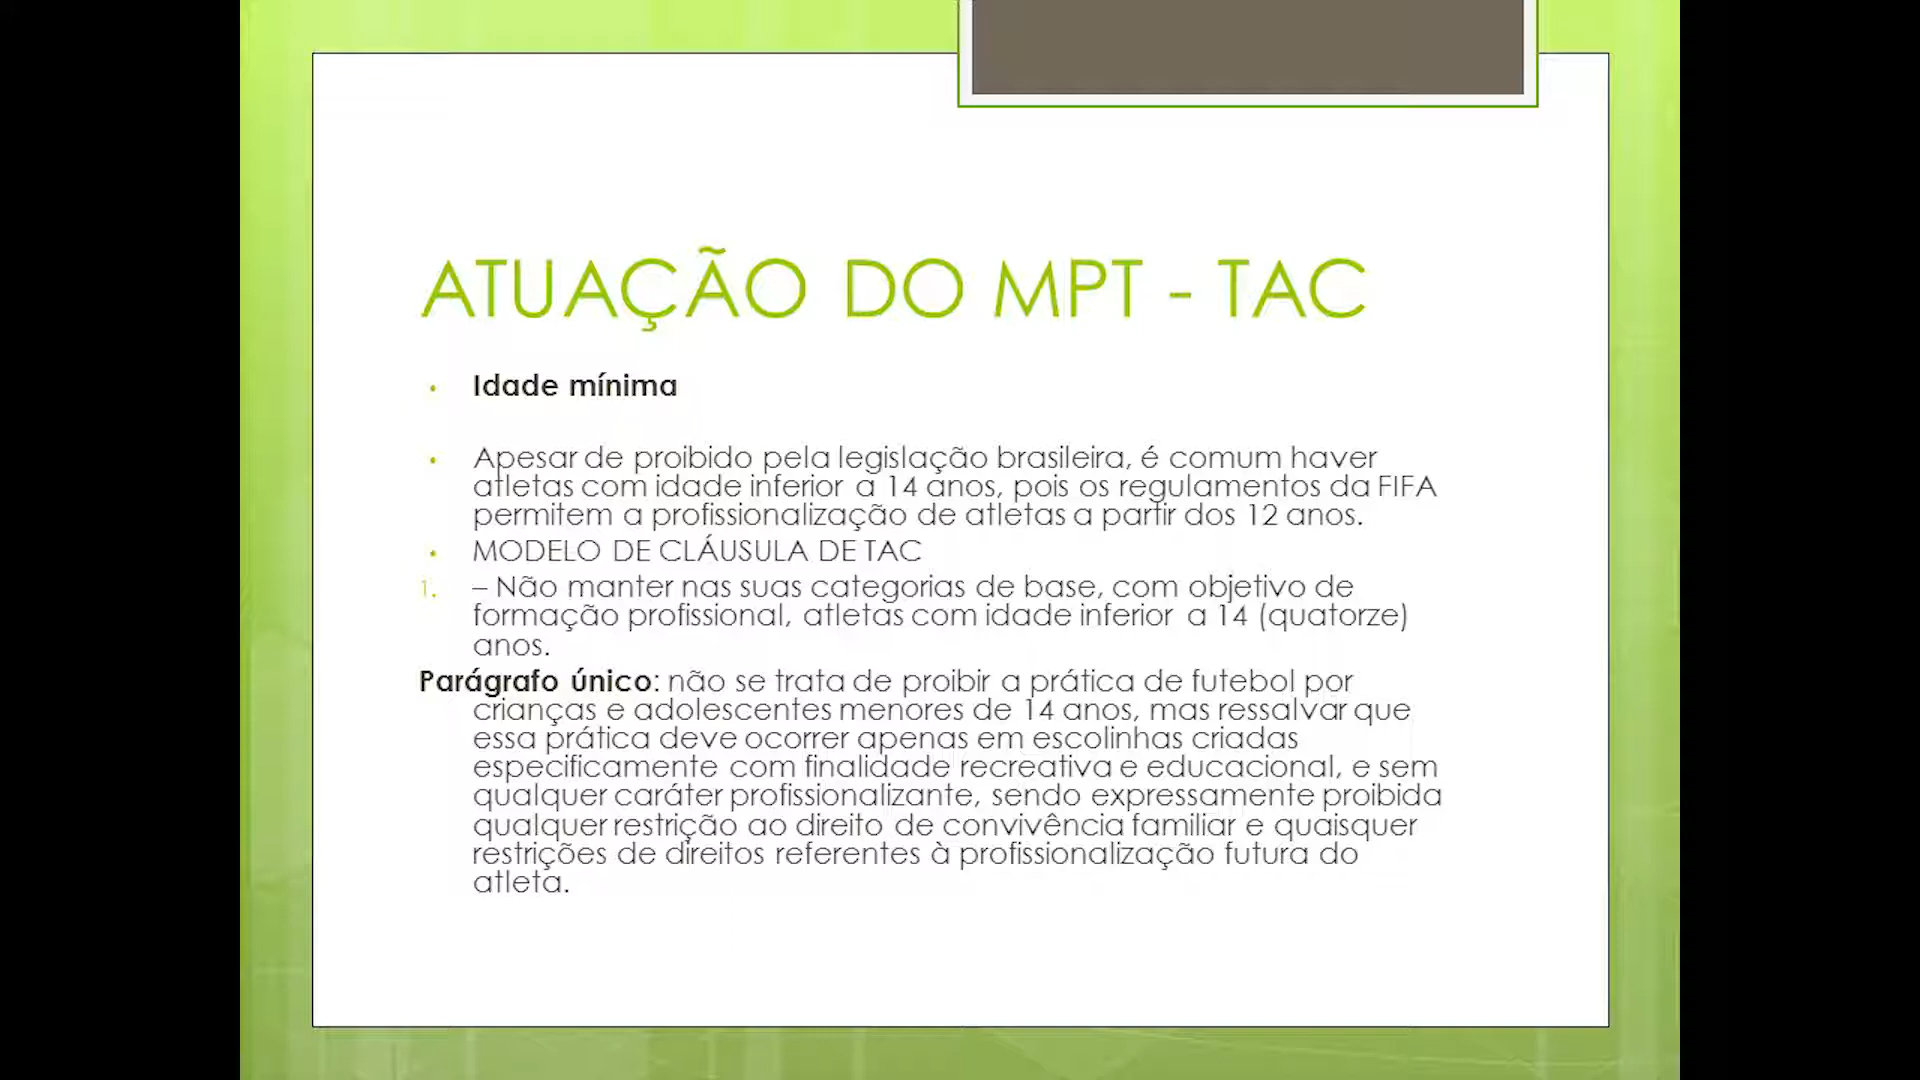 ATUAÇÃO DO MPT - TAC
• Idade mínima
• Apesar de proibido pela legislação brasileira, é comum haver
atletas com idade inferior a 14 anos, pois os regulamentos da FIFA
permitem a profissionalização de atletas a partir dos 12 anos.
• MODELO DE CLÁUSULA DE TAC
1. – Não manter nas suas categorias de base, com objetivo de
formação profissional, atletas com idade inferior a 14 (quatorze)
anos.
Parágrafo único: não se trata de proibir a prática de futebol por
crianças e adolescentes menores de 14 anos, mas ressalvar que
essa prática deve ocorrer apenas em escolinhas criadas
especificamente com finalidade recreativa e educacional, e sem
qualquer caráter profissionalizante, sendo expressamente proibida
qualquer restrição ao direito de convivência familiar e quaisquer
restrições de direitos referentes à profissionalização futura do
atleta.